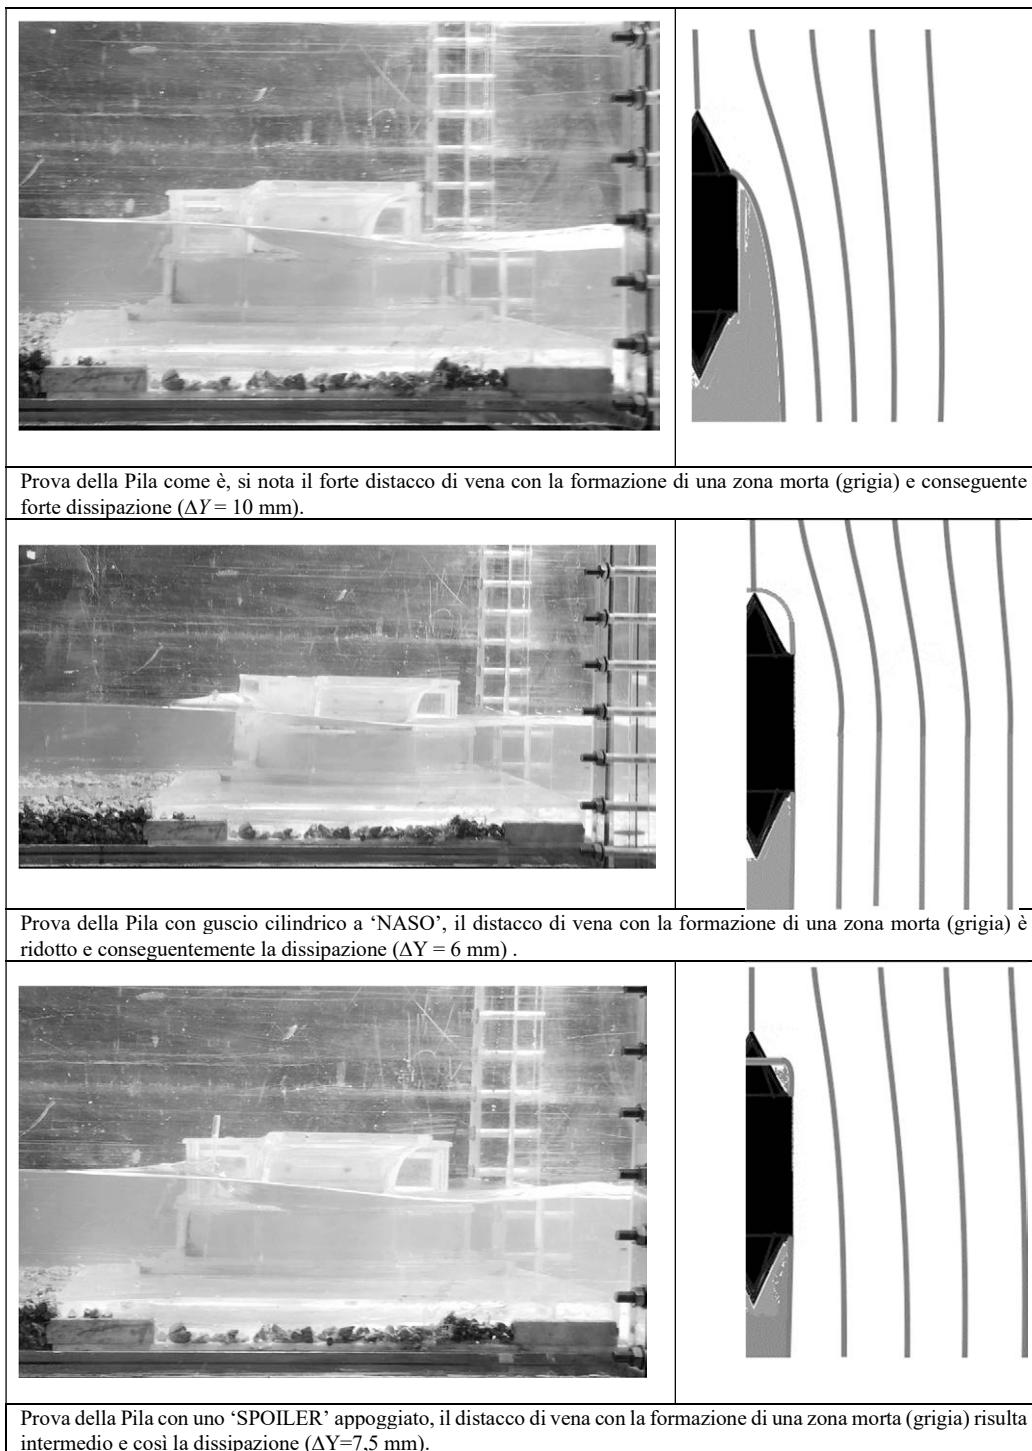 Prova della Pila come è, si nota il forte distacco di vena con la formazione di una zona morta (grigia) e conseguente
forte dissipazione (ΔY = 10 mm).
Prova della Pila con guscio cilindrico a ‘NASO’, il distacco di vena con la formazione di una zona morta (grigia) è
ridotto e conseguentemente la dissipazione (ΔY = 6 mm) .
Prova della Pila con uno ‘SPOILER’ appoggiato, il distacco di vena con la formazione di una zona morta (grigia) risulta
intermedio e così la dissipazione (ΔY=7,5 mm).